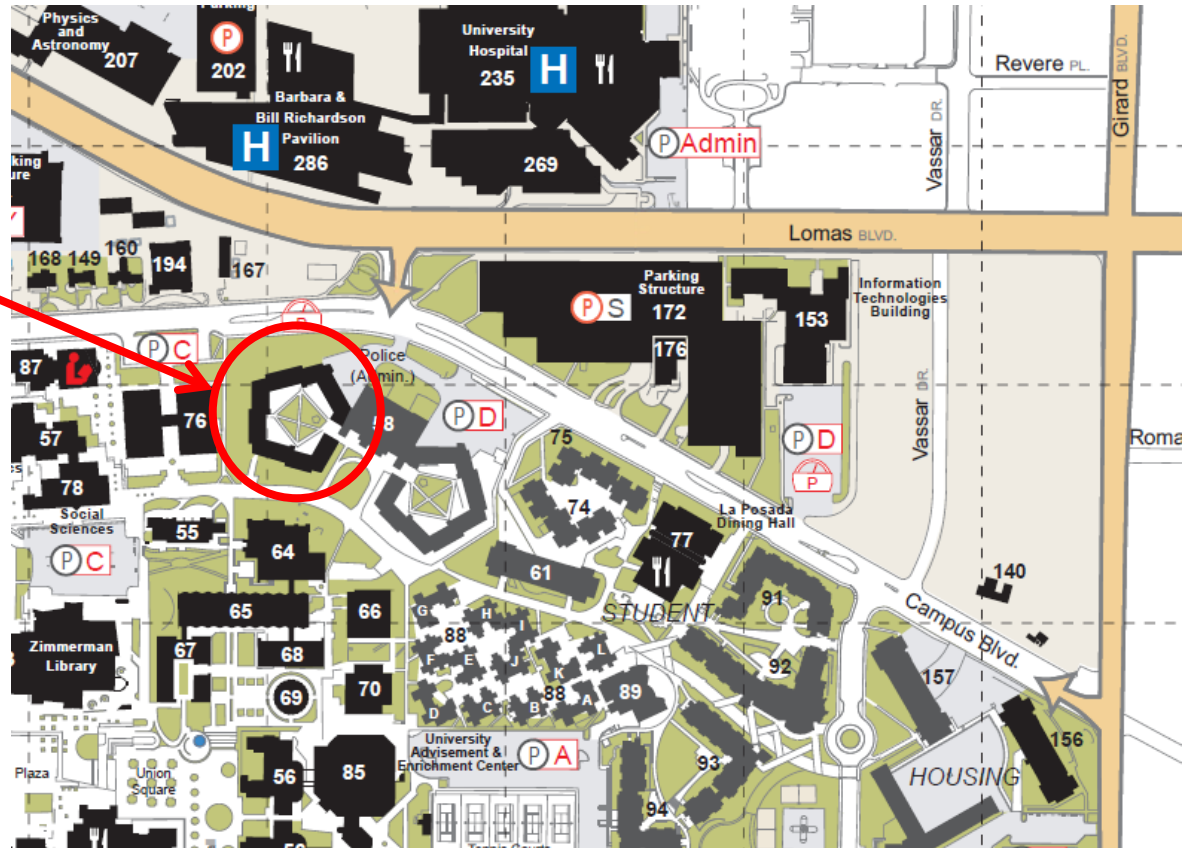 Physics
and
Astronomy
207
P
202
University
Hospital
235
H
Barbara &
Bill Richardson
Pavilion
H
286
269
P Admin
Revere PL.
Girard BLVD.
Vassar DR.
Lomas BLVD.
168
149
160
194
167
Parking
Structure
P S
172
176
153
Information
Technologies
Building
P C
Police
(Admin.)
87
76
58
P D
57
78
Social
Sciences
P C
55
64
75
74
P D
P
Vassar DR.
Roma
La Posada
Dining Hall
77
61
STUDENT
91
140
Campus Blvd.
65
66
Zimmerman
Library
67
68
69
70
G
H
I
88
F
E
J
K
L
88
A
D
C
B
89
92
157
156
University
Advisement &
Enrichment Center
P A
Plaza
Union
Square
56
85
93
94
HOUSING